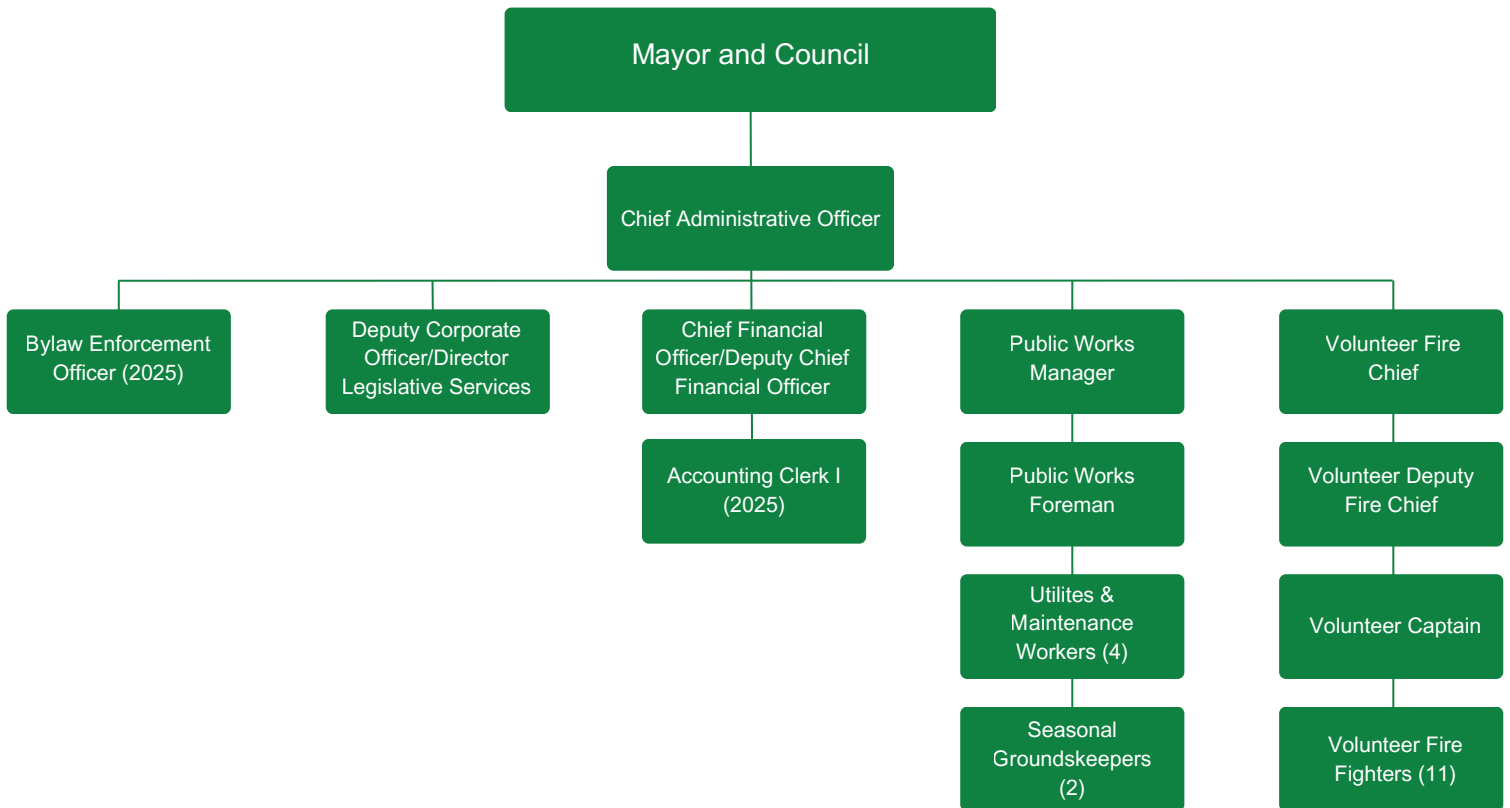 Mayor and Council
Chief Administrative Officer
Bylaw Enforcement
Officer (2025)
Deputy Corporate
Officer/Director
Legislative Services
Chief Financial
Officer/Deputy Chief
Financial Officer
Public Works
Manager
Volunteer Fire
Chief
Accounting Clerk I
(2025)
Public Works
Foreman
Volunteer Deputy
Fire Chief
Utilites &
Maintenance
Workers (4)
Volunteer Captain
Seasonal
Groundskeepers
(2)
Volunteer Fire
Fighters (11)